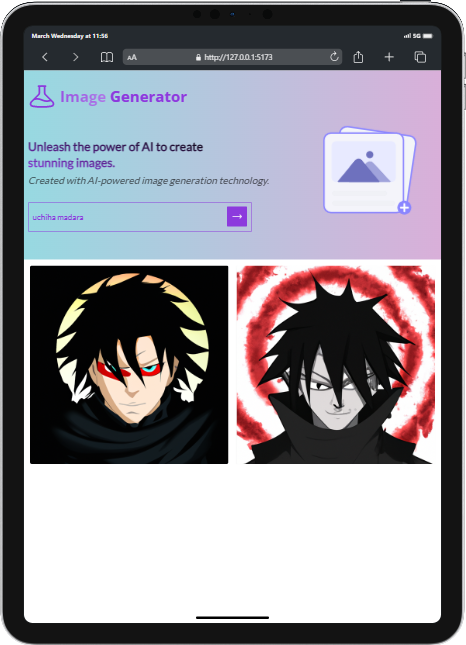 March Wednesday at 11:56
5G
AA
http://127.0.0.1:5173
Image Generator
Unleash the power of AI to create
stunning images.
Created with AI-powered image generation technology.
uchiha madara